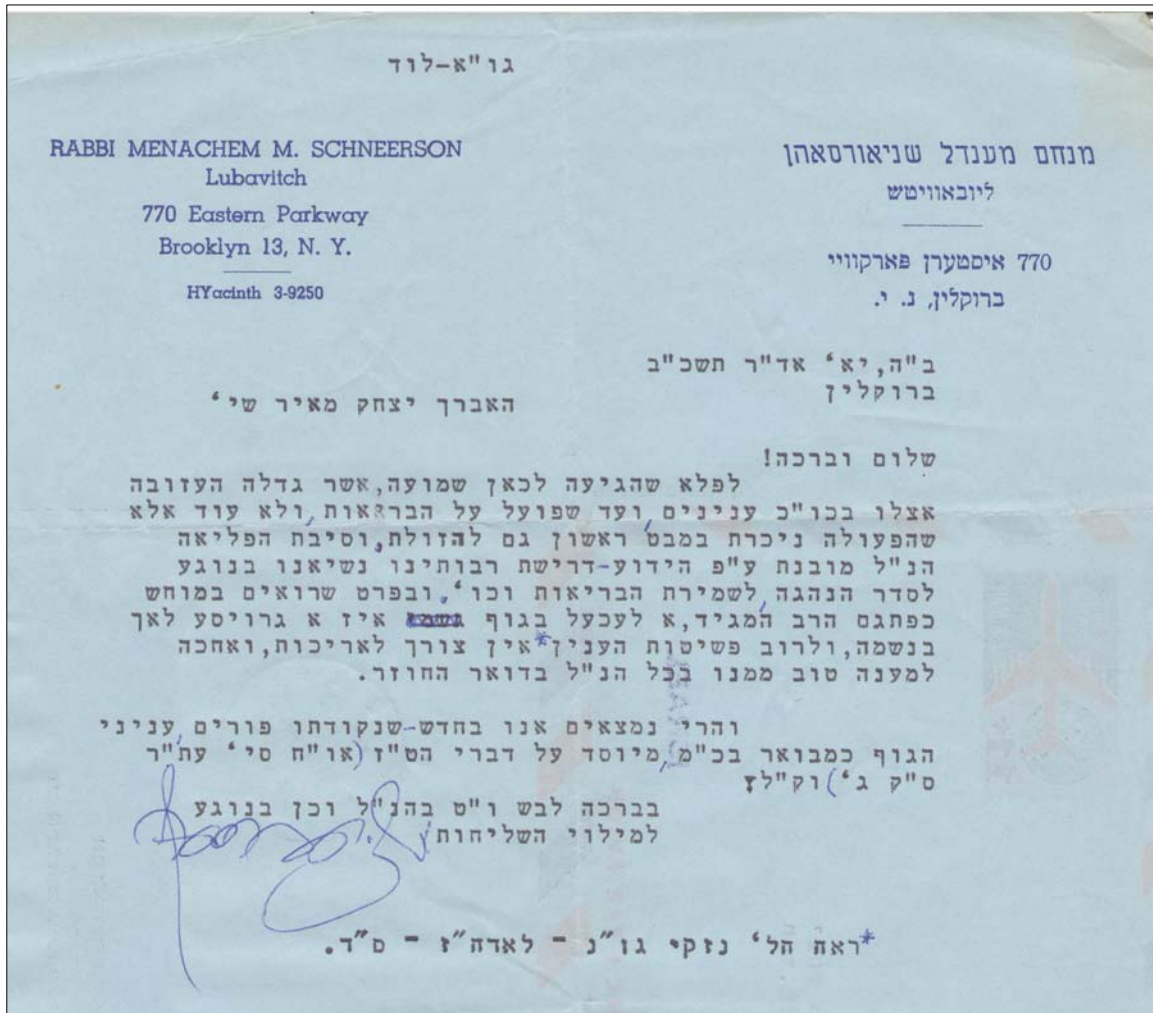 גו"א-לוד
RABBI MENACHEM M. SCHNEERSON
Lubavitch
770 Eastern Parkway
Brooklyn 13, N. Y.
HYacinth 3-9250
מנחם מענדל שניאורסאהן
ליובאוויטש
770 איסטערן פארקוויי
ברוקלין, נ. י.
ב"ה,יא' אד"ר תשכ"ב
ברוקלין
האברך יצחק מאיר שי'
שלום וברכה!
לפלא שהגיעה לכאן שמועה,אשר גדלה העזובה
אצלו בכו"כ ענינים,ועד שפועל על הבראות,ולא עוד אלא
שהפעולה ניכרת במבט ראשון גם להזולת,וסיבת הפליאה
הנ"ל מובנת ע"פ הידוע-דרישת רבותינו נשיאנו בנוגע
לסדר הנהגה,לשמירת הבריאות וכו',ובפרט שרואים במוחש
כפתגם הרב המגיד,א לעכעל בגוף איז א גרויסע לאך
בנשמה,ולרוב פשיטות הענין*אין צורך לאריכות,ואחכה
למענה טוב ממנו בכל הנ"ל בדואר החוזר.
והרי נמצאים אנו בחדש-שנקודתו פורים,עניני
הגוף כמבואר בכ"מ,מיוסד על דברי הט"ז(או"ח סי' עת"ר
ס"ק ג')וק"ל
בברכה לבש ו"ט בהנ"ל וכן בנוגע
למילוי השליחות
*ראה הל' נזקי גו"נ - לאדה"ז - ס"ד.